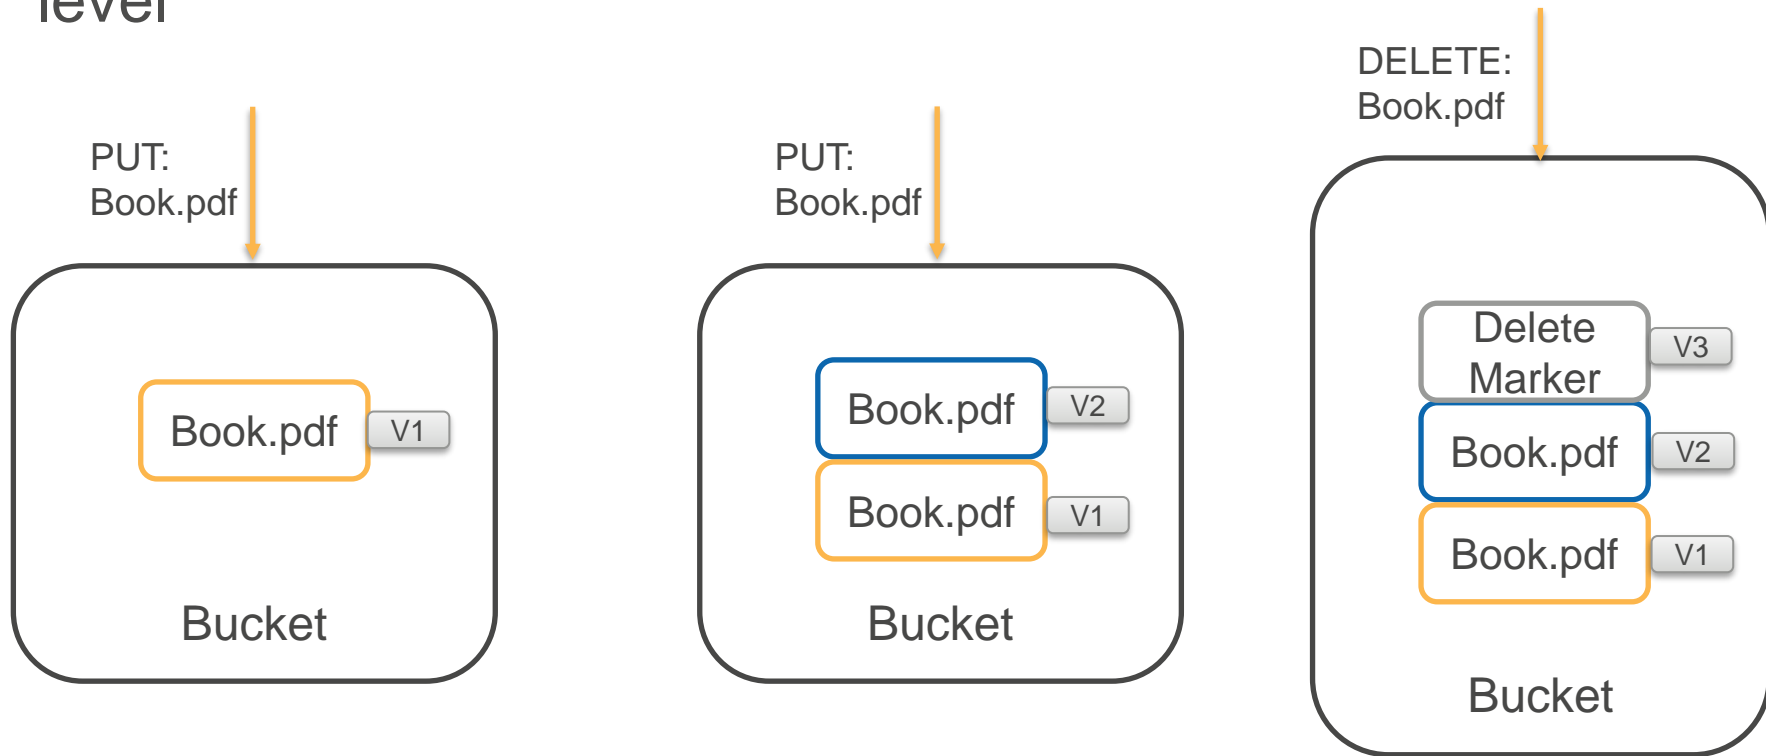 level
PUT:
Book.pdf
Book.pdf
V1
Bucket
PUT:
Book.pdf
Book.pdf
V2
Book.pdf
V1
Bucket
DELETE:
Book.pdf
Delete
Marker
V3
Book.pdf
V2
Book.pdf
V1
Bucket